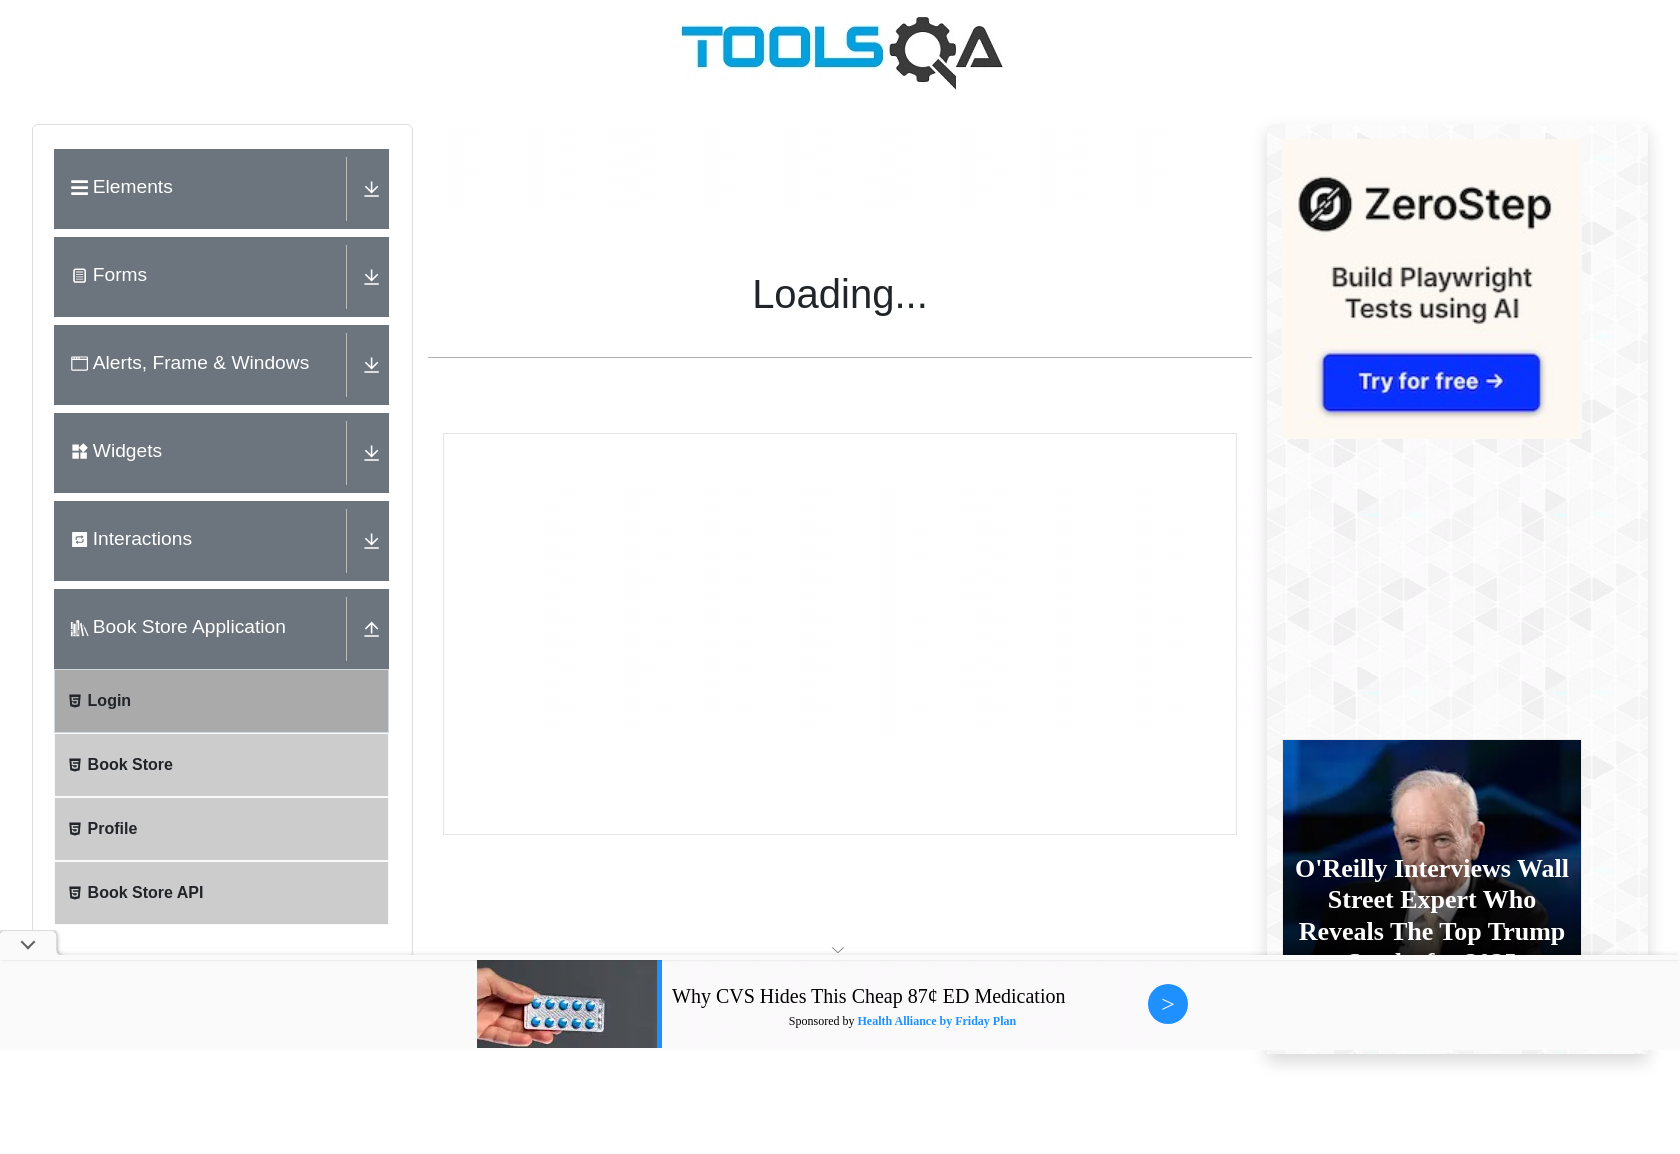 TOOLSQA
Elements
Forms
Alerts, Frame & Windows
Widgets
Interactions
Book Store Application
Login
Book Store
Profile
Book Store API
Loading...
ZeroStep
Build Playwright
Tests using AI
Try for free →
O'Reilly Interviews Wall
Street Expert Who
Reveals The Top Trump
Why CVS Hides This Cheap 87¢ ED Medication
Sponsored by Health Alliance by Friday Plan
>